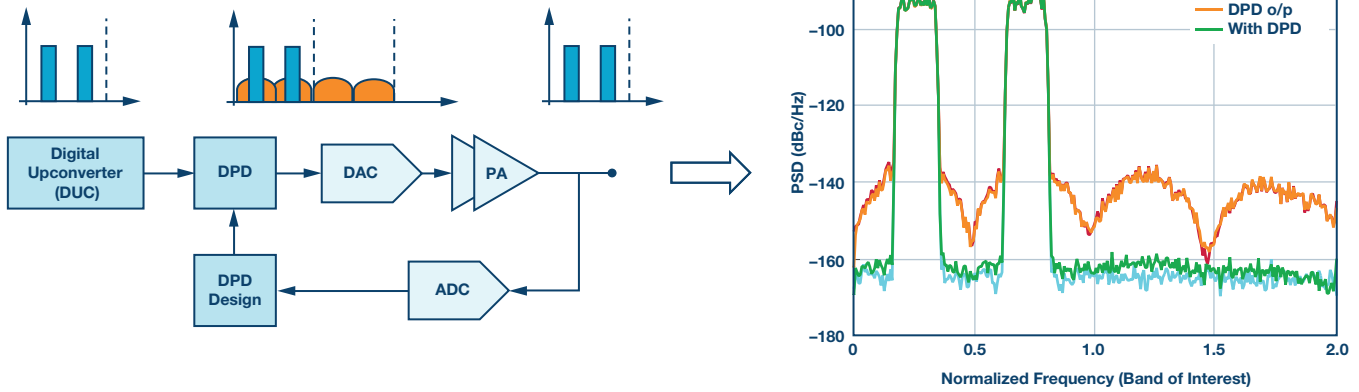 Digital
Upconverter
(DUC)
DPD
DAC
PA
DPD
Design
ADC
DPD o/p
With DPD
PSD (dBc/Hz)
−100
−120
−140
−160
−180
0
0.5
1.0
1.5
2.0
Normalized Frequency (Band of Interest)